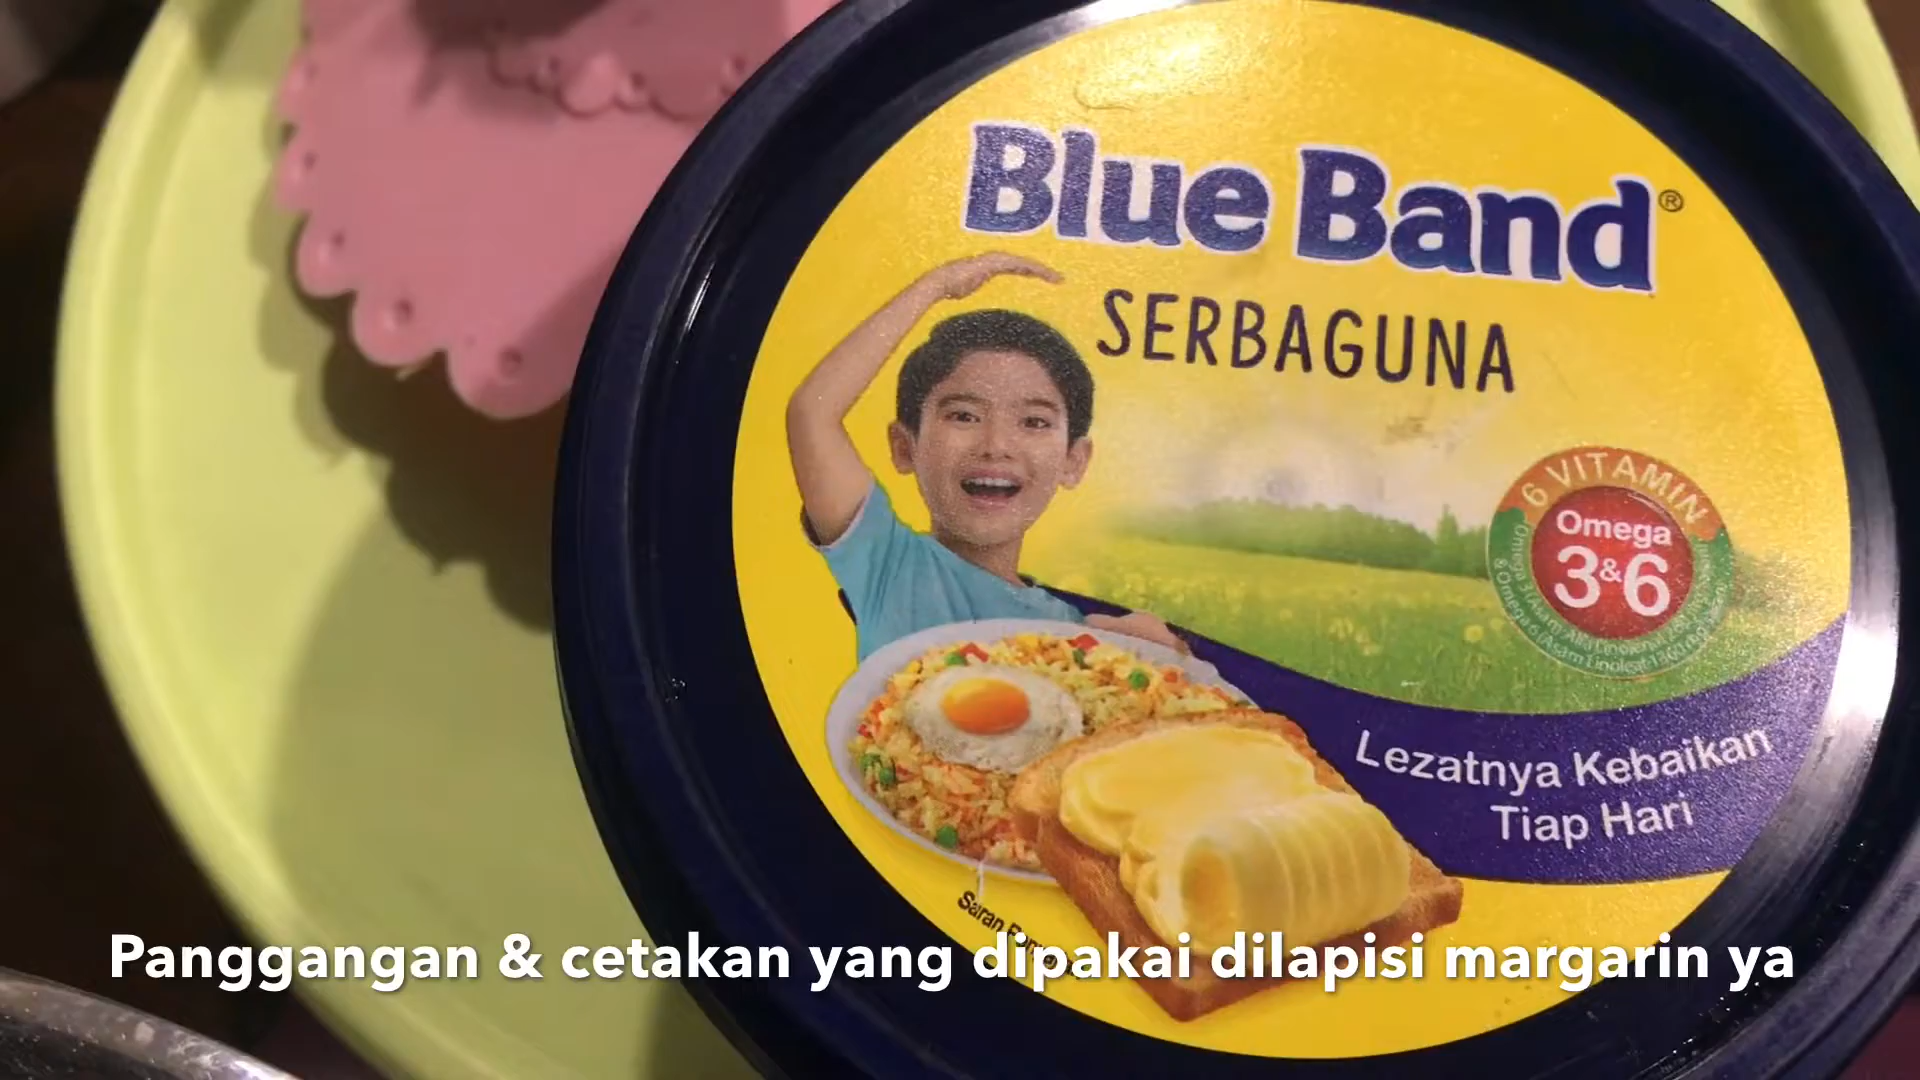 Blue Band®
SERBAGUNA
6 VITAMIN
Omega
3&6
Lezatnya Kebaikan
Tiap Hari
Saran
Panggangan & cetakan yang dipakai dilapisi margarin ya